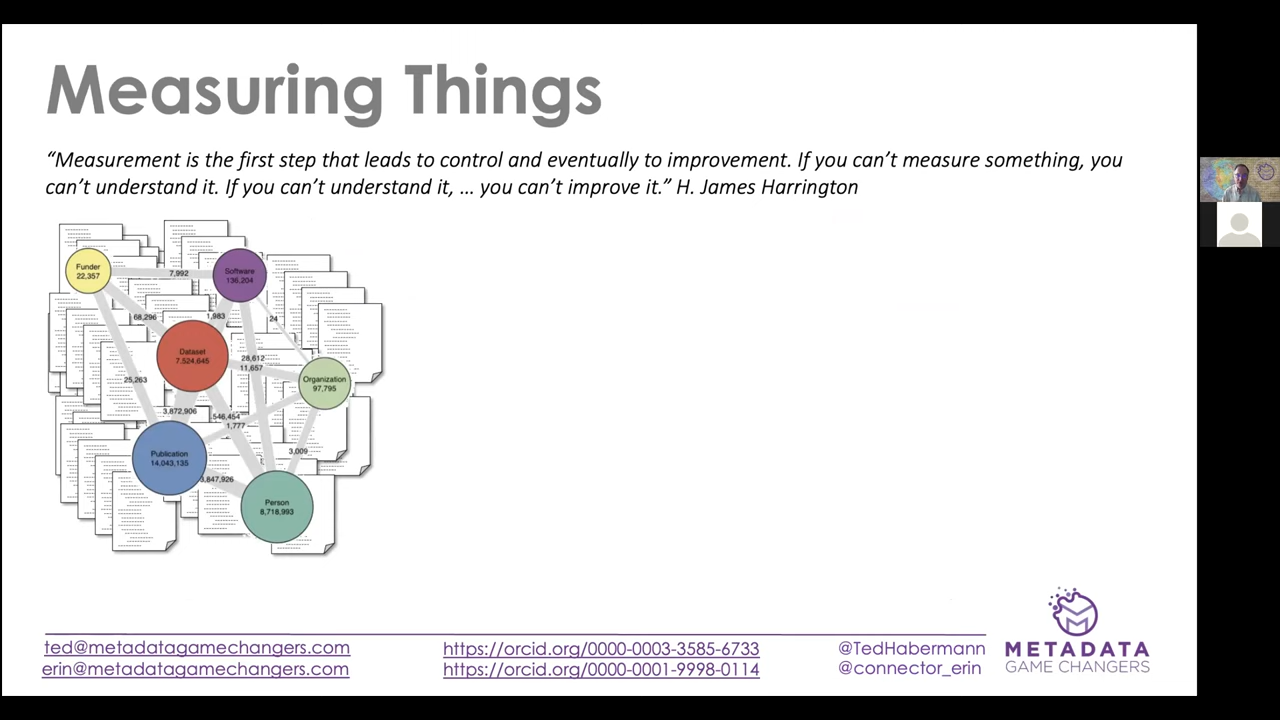 Measuring Things
“Measurement is the first step that leads to control and eventually to improvement. If you can’t measure something, you
can’t understand it. If you can’t understand it, … you can’t improve it.” H. James Harrington
Funder
22,357
7,992
Software
136,204
68,296
1,983
24
Dataset
7,524,645
28,612
11,657
Organization
97,795
25,263
3,872,906
546,454
1,777
Publication
14,043,135
3,009
3,847,926
Person
8,718,993
ted@metadatagamechangers.com
erin@metadatagamechangers.com
https://orcid.org/0000-0003-3585-6733
https://orcid.org/0000-0001-9998-0114
@TedHabermann
@connector_erin
METADATA
GAME CHANGERS